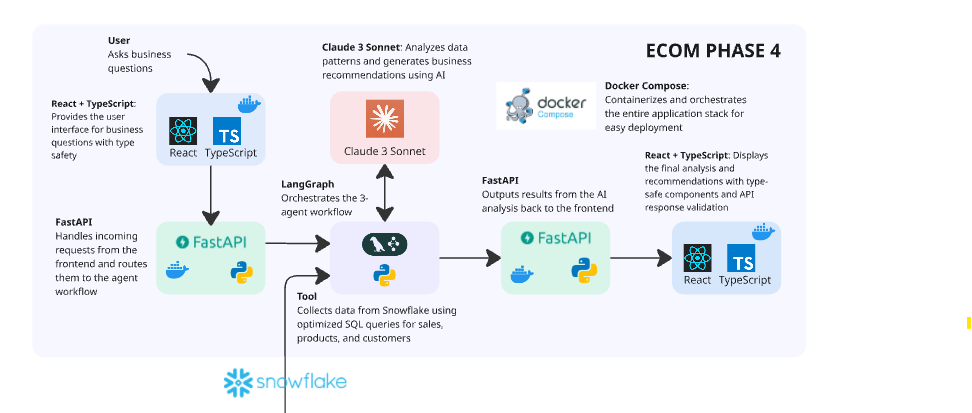 ECOM PHASE 4
User
Asks business
questions
React + TypeScript:
Provides the user
interface for business
questions with type
safety
React TypeScript
TS
FastAPI
Handles incoming
requests from the
frontend and routes
them to the agent
workflow
FastAPI
Claude 3 Sonnet: Analyzes data
patterns and generates business
recommendations using AI
Claude 3 Sonnet
LangGraph
Orchestrates the 3-
agent workflow
Tool
Collects data from Snowflake using
optimized SQL queries for sales,
products, and customers
snowflake
docker
Compose
Docker Compose:
Containerizes and orchestrates
the entire application stack for
easy deployment
FastAPI
Outputs results from the AI
analysis back to the frontend
FastAPI
React + TypeScript: Displays
the final analysis and
recommendations with type-
safe components and API
response validation
TS
React TypeScript